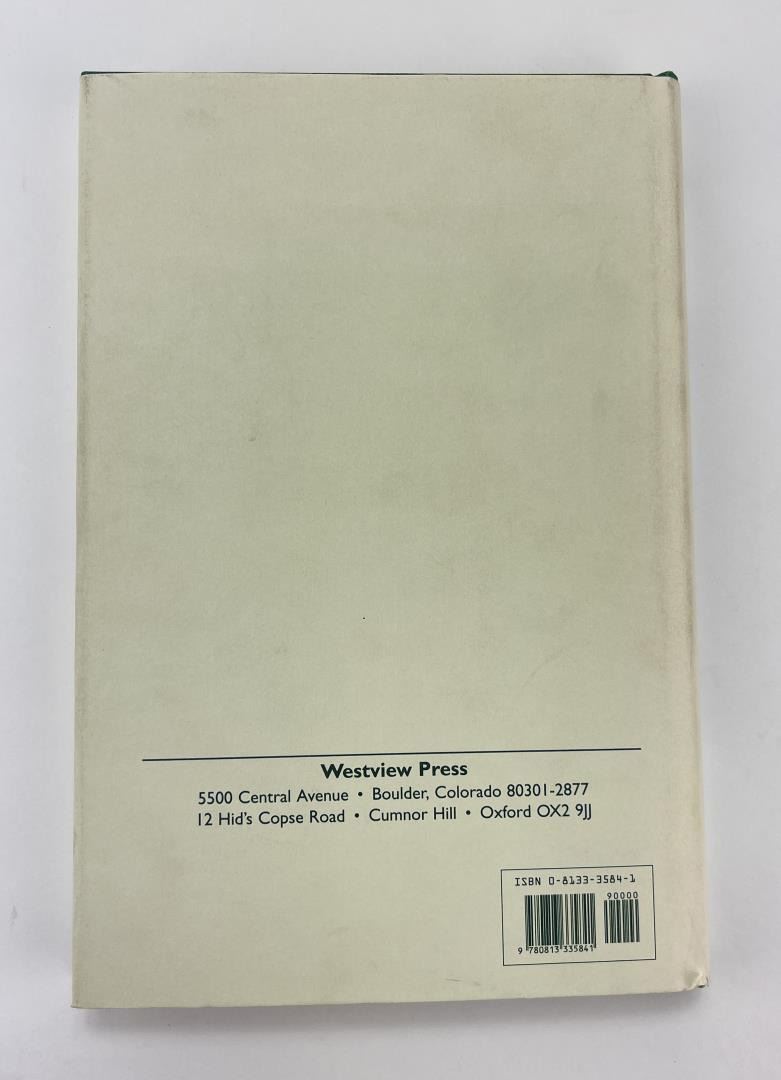 Westview Press
5500 Central Avenue • Boulder, Colorado 80301-2877
12 Hid's Copse Road • Cumnor Hill • Oxford OX2 9JJ
ISBN 0-8133-3584-1
90000
9 780813 335841